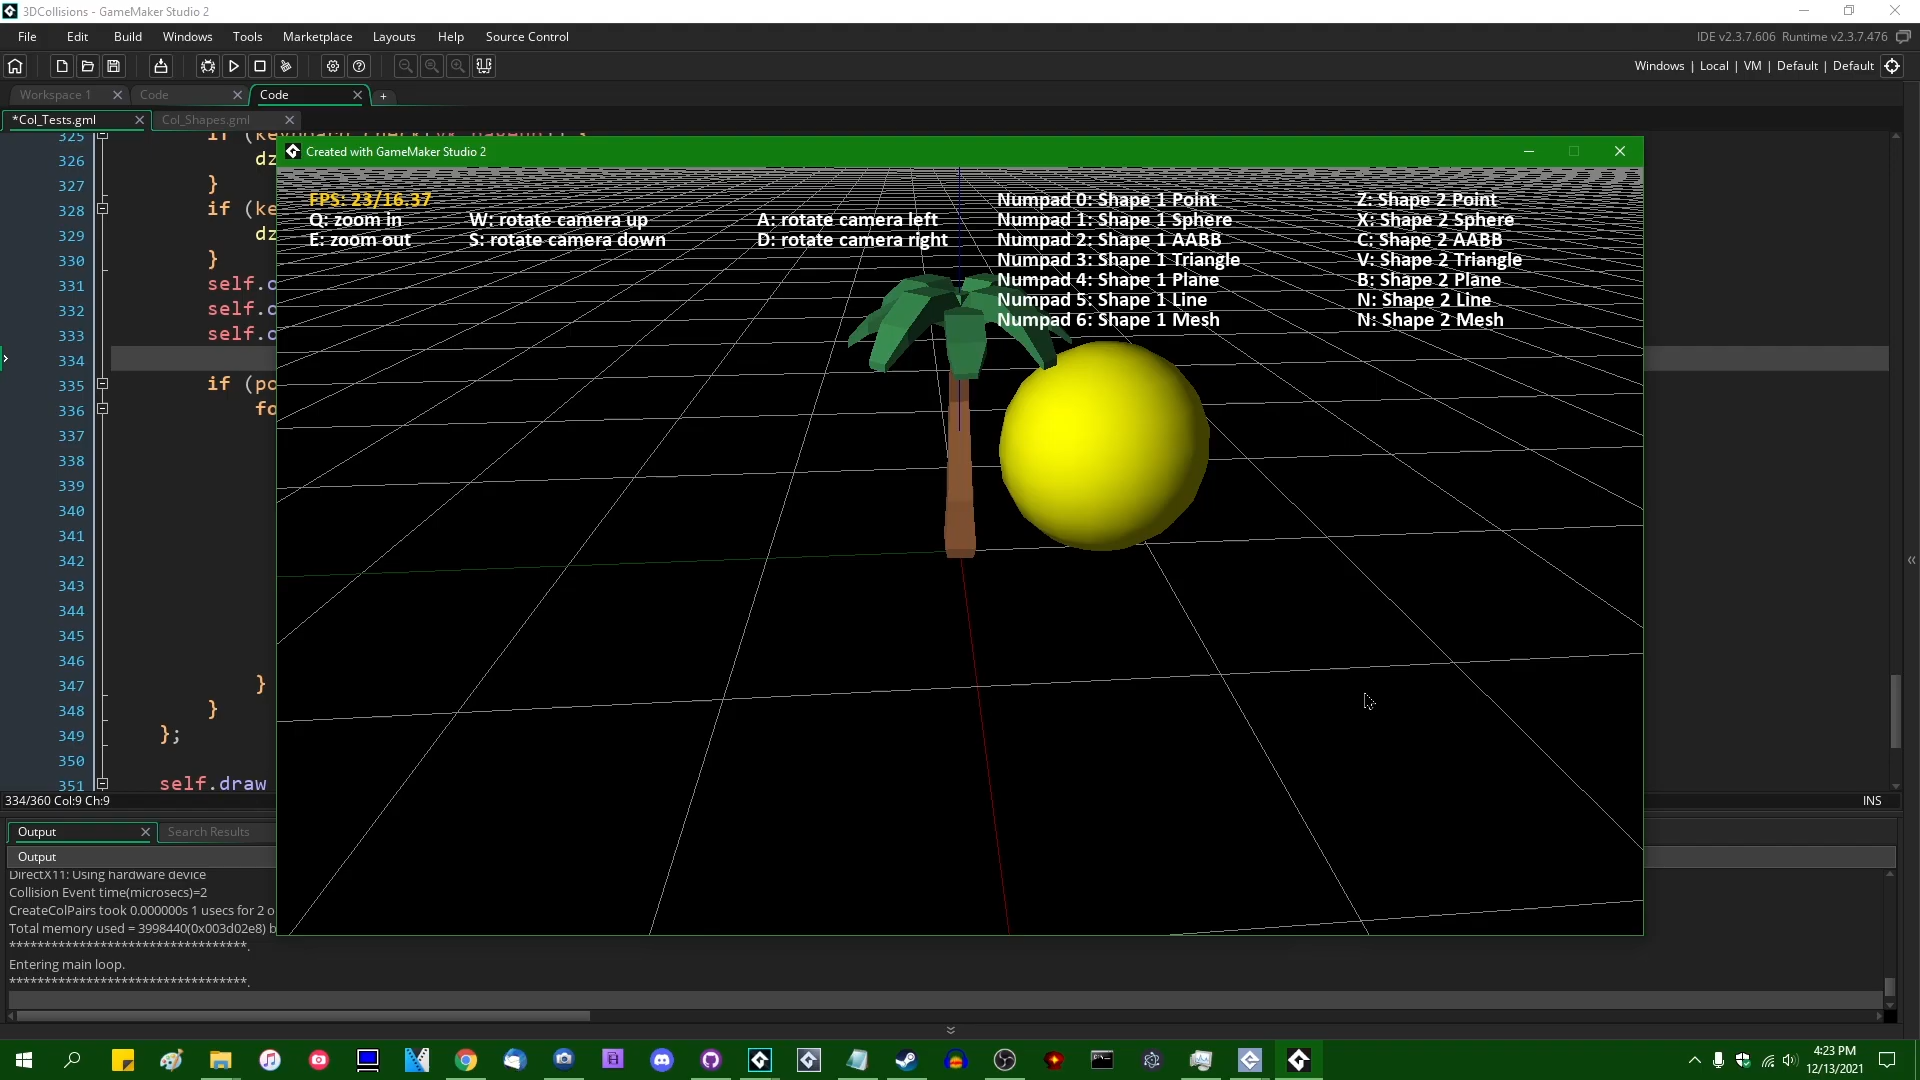 3DCollisions - GameMaker Studio 2
File Edit Build Windows Tools Marketplace Layouts Help Source Control
IDE v2.3.7.606 Runtime v2.3.7.476
Windows | Local | VM | Default | Default
Workspace 1 Code Code
*Col_Tests.gml Col_Shapes.gml
325
326 dz
327 }
328 if (ke
329 dz
330 }
331 self.c
332 self.c
333 self.c
334
335 if (po
336 fo
337
338
339
340
341
342
343
344
345
346
347 }
348 }
349 };
350
351 self.draw
Created with GameMaker Studio 2
FPS: 23/16.37
Q: zoom in W: rotate camera up A: rotate camera left
E: zoom out S: rotate camera down D: rotate camera right
Numpad 0: Shape 1 Point
Numpad 1: Shape 1 Sphere
Numpad 2: Shape 1 AABB
Numpad 3: Shape 1 Triangle
Numpad 4: Shape 1 Plane
Numpad 5: Shape 1 Line
Numpad 6: Shape 1 Mesh
Z: Shape 2 Point
X: Shape 2 Sphere
C: Shape 2 AABB
V: Shape 2 Triangle
B: Shape 2 Plane
N: Shape 2 Line
N: Shape 2 Mesh
334/360 Col:9 Ch:9
INS
Output Search Results
Output
DirectX11: Using hardware device
Collision Event time(microsecs)=2
CreateColPairs took 0.000000s 1 usecs for 2 o
Total memory used = 3998440(0x003d02e8) b
***********************************.
Entering main loop.
***********************************.
4:23 PM
12/13/2021